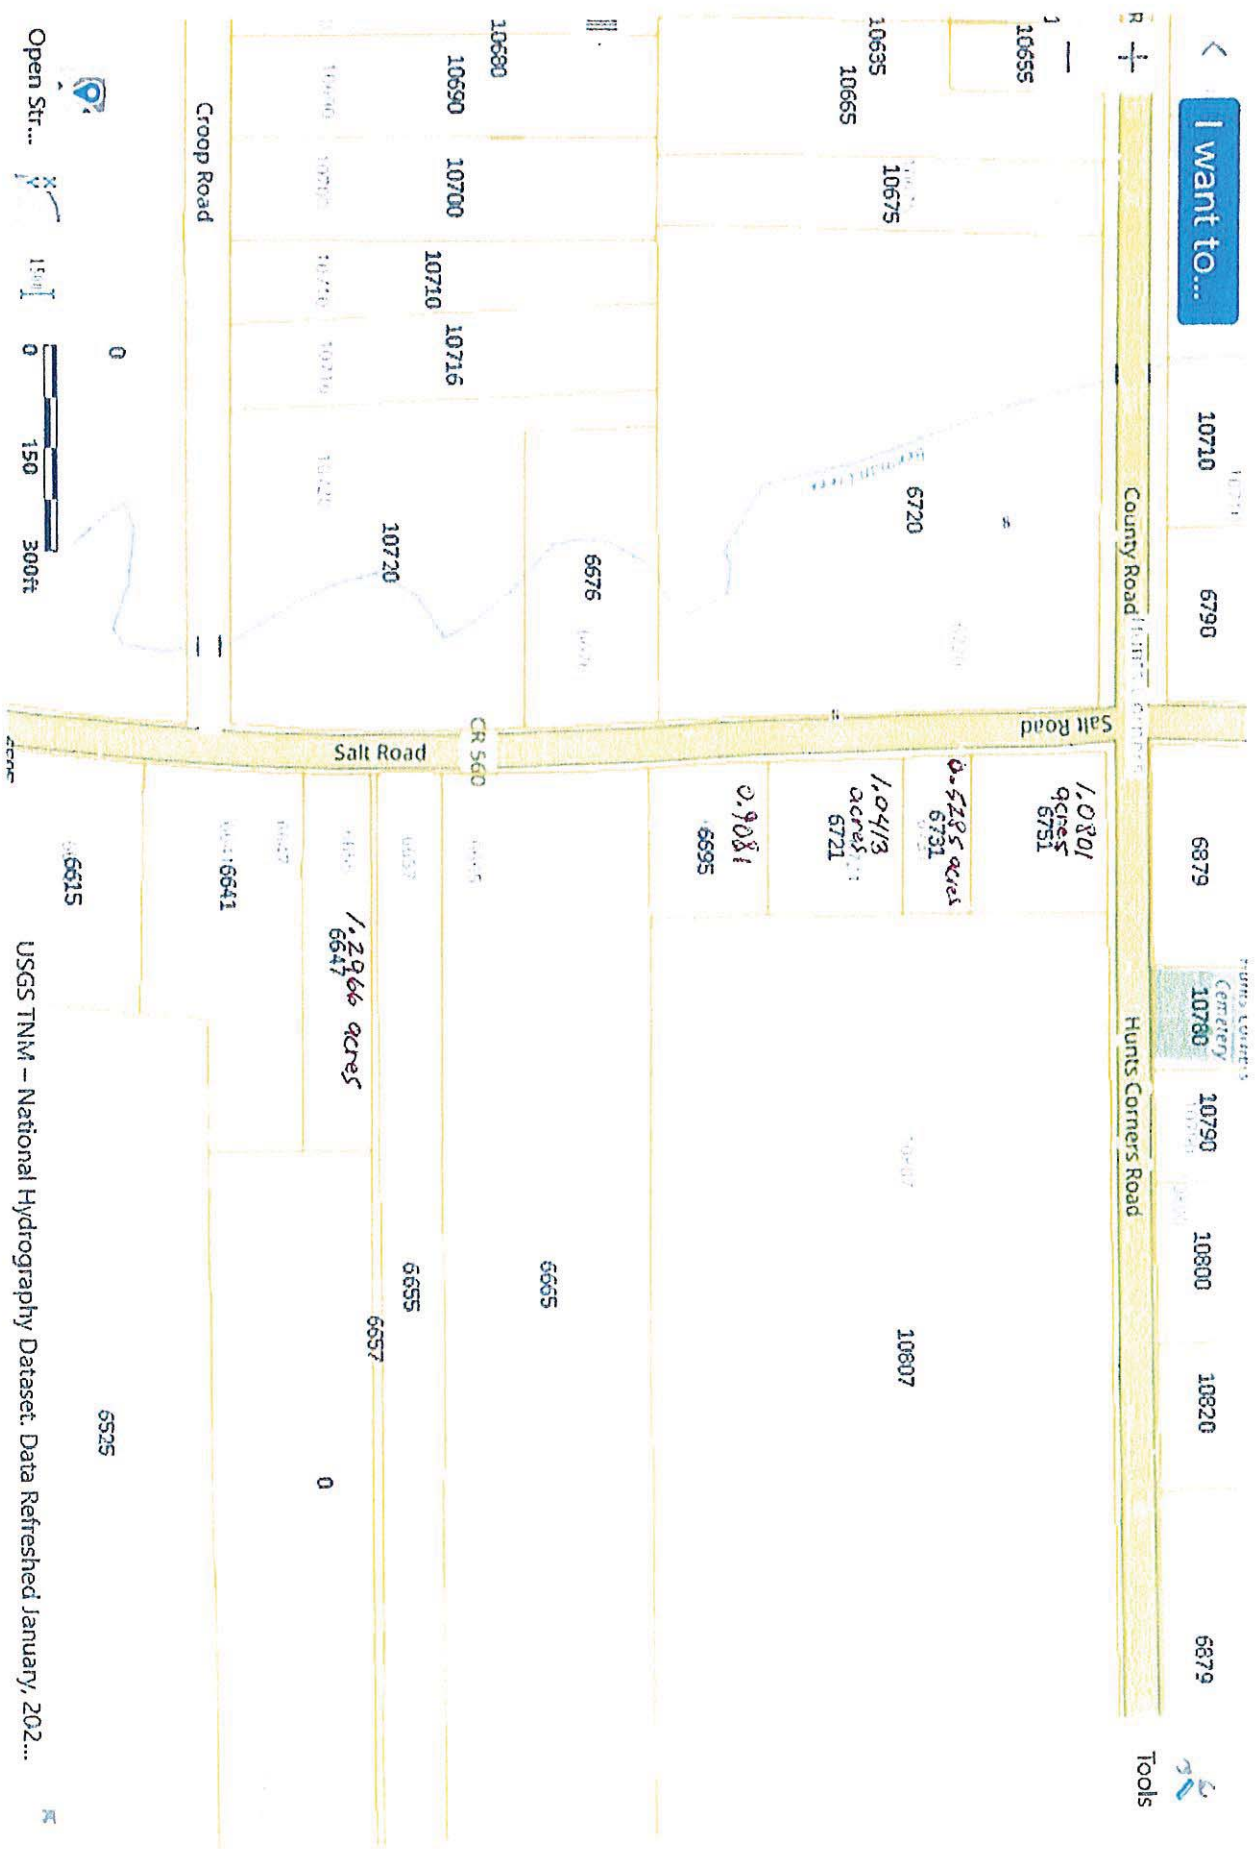 I want to...
Tools
10710
6790
6879
Cemetery
10780
10790
10800
10820
6879
County Road
Hunts Corners Road
10655
10635
10665
10675
6720
Salt Road
1.0801
acres
6751
0.5285 acres
6731
1.0413
acres
6721
0.9081
6695
10807
10680
10690
10700
10710
10716
6676
10720
CR 560
Salt Road
6665
6655
6657
1.2966 acres
6647
0
6641
6615
6525
Croop Road
0
0 150 300ft
Open Str...
USGS TNM – National Hydrography Dataset. Data Refreshed January, 202...